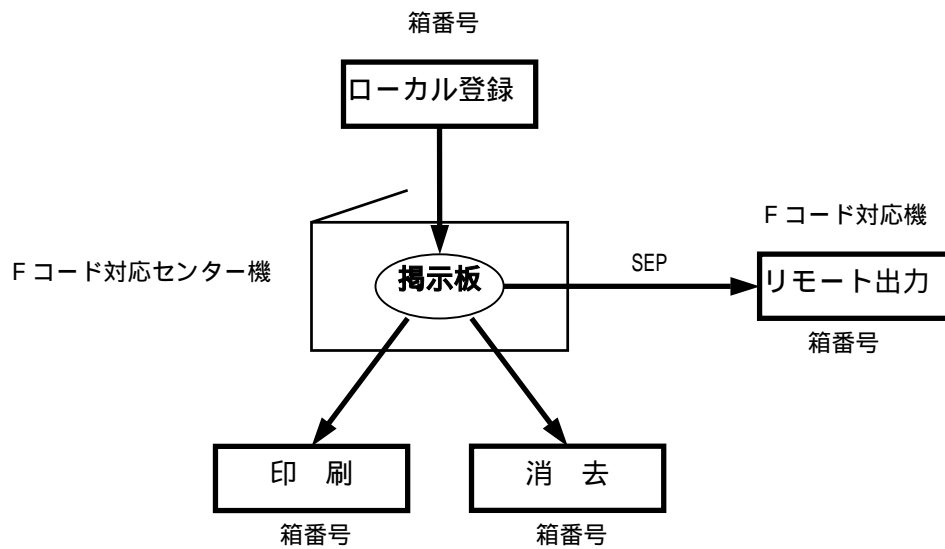 箱番号
ローカル登録
Fコード対応機
Fコード対応センター機
掲示板
SEP
リモート出力
箱番号
印　刷
消　去
箱番号
箱番号